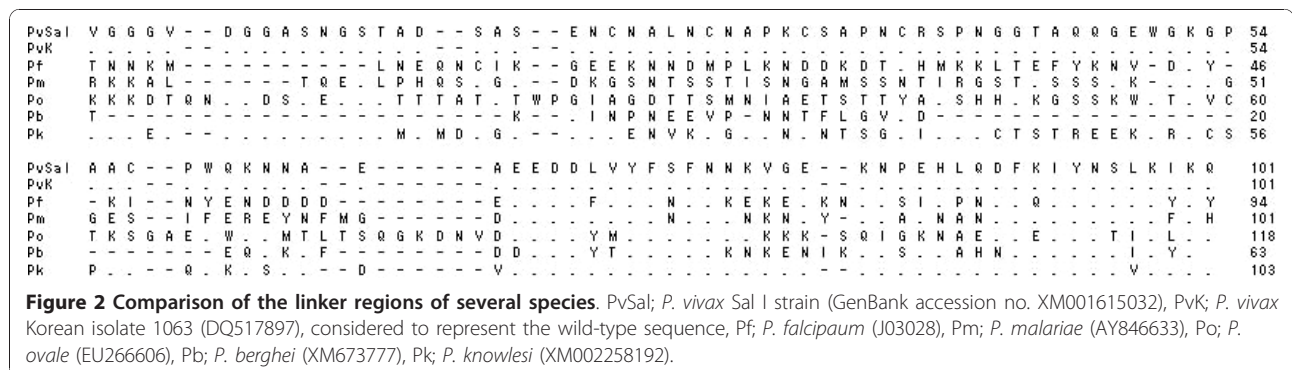 PvSal V G G G V - - D G G A S N G S T A D - - S A S - - E N C N A L N C N A P K C S A P N C R S P N G G T A Q Q G E W G K G P 54
PvK . . . . . - - . . . . . . . . . . . - - . . . - - . . . . . . . . . . . . . . . . . . . . . . . . . . . . . . . . . . 54
Pf T N N K M - - - - - - - - - - L N E Q N C I K - G E E K N N D M P L K N D D K D T . H M K K L T E F Y K N V - D . Y - 46
Pm R K K A L - - - - - - T Q E . L P H Q S . G . - - D K G S N T S S T I S N G A M S S N T I R G S T . S S S . K - . . G 51
Po K K K D T Q N . . D S . E . . . T T T A T . T W P G I A G D T T S M N I A E T S T T Y A . S H H . K G S S K W . T . V C 60
Pb T - - - - - - - - - - - - - - - - - - - - K - . I N P N E E V P - N N T F L G V . D - - - - - - - - - - - - - - - - - 20
Pk . . . E . - - . . . . . . . . . M . M D . G . - - . . E N V K . G . . N . N T S G . I . . . C T S T R E E K . R . C S 56
PvSal A A C - - P W Q K N N A - - E - - - - - - A E E D D L V Y F S F N N K V G E - - K N P E H L Q D F K I Y N S L K I K Q 101
PvK . . . - - . . . . . . - - . - - - - - - . . . . . . . . . . . . . . . . . - - . . . . . . . . . . . . . . . . . . . 101
Pf - K I - - N Y E N D D D D - - - - - - - - E . . . . F . . . N . . K E K E . K N . . S I . P N . . Q . . . . . Y . Y 94
Pm G E S - - I F E R E Y N F M G - - - - - - D . . . . . . . . N . . N K N . Y - - . A . N A N . . . . . . . . . F . H 101
Po T K S G A E . W . . M T L T S Q G K D N V D . . . . Y M . . . . . . K K K - S Q I G K N A E . . E . . . T I . L . . 118
Pb - - - - - - - E Q . K . F - - - - - - - - D D . . Y T . . . . . K N K E N I K . . S . . A H N . . . . . . I . Y . 63
Pk P . . - - Q . K . S . . - - D - - - - - - V . . . . . . . . . . . . . . . . - - . . . . . . . . . . . . . . V . . . . 103
Figure 2 Comparison of the linker regions of several species. PvSal; P. vivax Sal I strain (GenBank accession no. XM001615032), PvK; P. vivax
Korean isolate 1063 (DQ517897), considered to represent the wild-type sequence, Pf; P. falcipaum (J03028), Pm; P. malariae (AY846633), Po; P.
ovale (EU266606), Pb; P. berghei (XM673777), Pk; P. knowlesi (XM002258192).